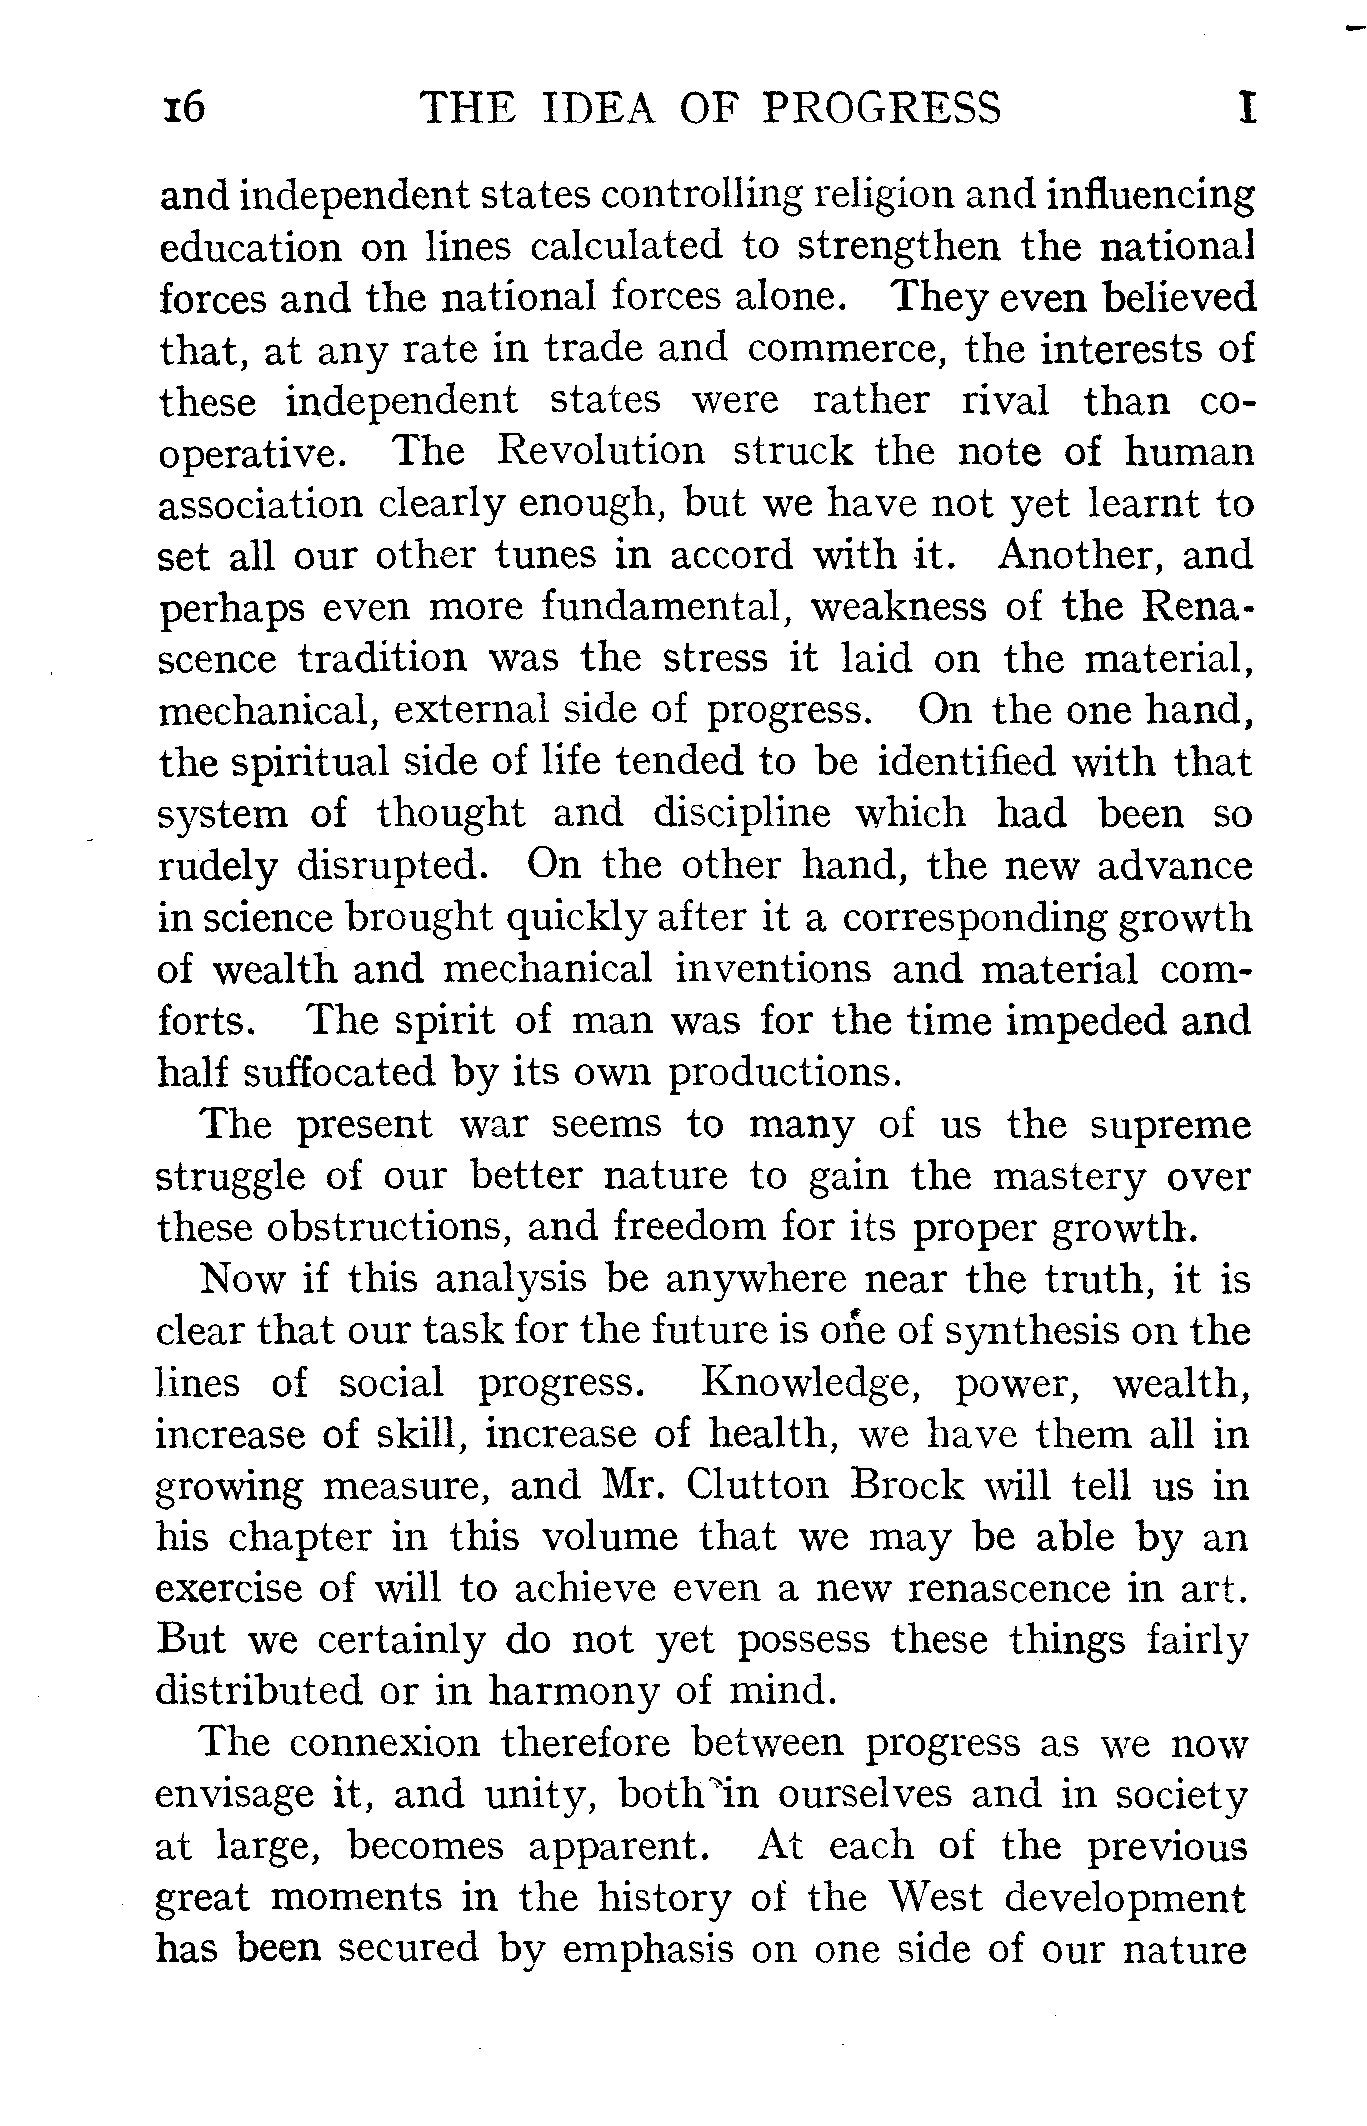 16 THE IDEA OF PROGRESS I
and independent states controlling religion and influencing
education on lines calculated to strengthen the national
forces and the national forces alone. They even believed
that, at any rate in trade and commerce, the interests of
these independent states were rather rival than co-
operative. The Revolution struck the note of human
association clearly enough, but we have not yet learnt to
set all our other tunes in accord with it. Another, and
perhaps even more fundamental, weakness of the Rena-
scence tradition was the stress it laid on the material,
mechanical, external side of progress. On the one hand,
the spiritual side of life tended to be identified with that
system of thought and discipline which had been so
rudely disrupted. On the other hand, the new advance
in science brought quickly after it a corresponding growth
of wealth and mechanical inventions and material com-
forts. The spirit of man was for the time impeded and
half suffocated by its own productions.
The present war seems to many of us the supreme
struggle of our better nature to gain the mastery over
these obstructions, and freedom for its proper growth.
Now if this analysis be anywhere near the truth, it is
clear that our task for the future is one of synthesis on the
lines of social progress. Knowledge, power, wealth,
increase of skill, increase of health, we have them all in
growing measure, and Mr. Clutton Brock will tell us in
his chapter in this volume that we may be able by an
exercise of will to achieve even a new renascence in art.
But we certainly do not yet possess these things fairly
distributed or in harmony of mind.
The connexion therefore between progress as we now
envisage it, and unity, both in ourselves and in society
at large, becomes apparent. At each of the previous
great moments in the history of the West development
has been secured by emphasis on one side of our nature